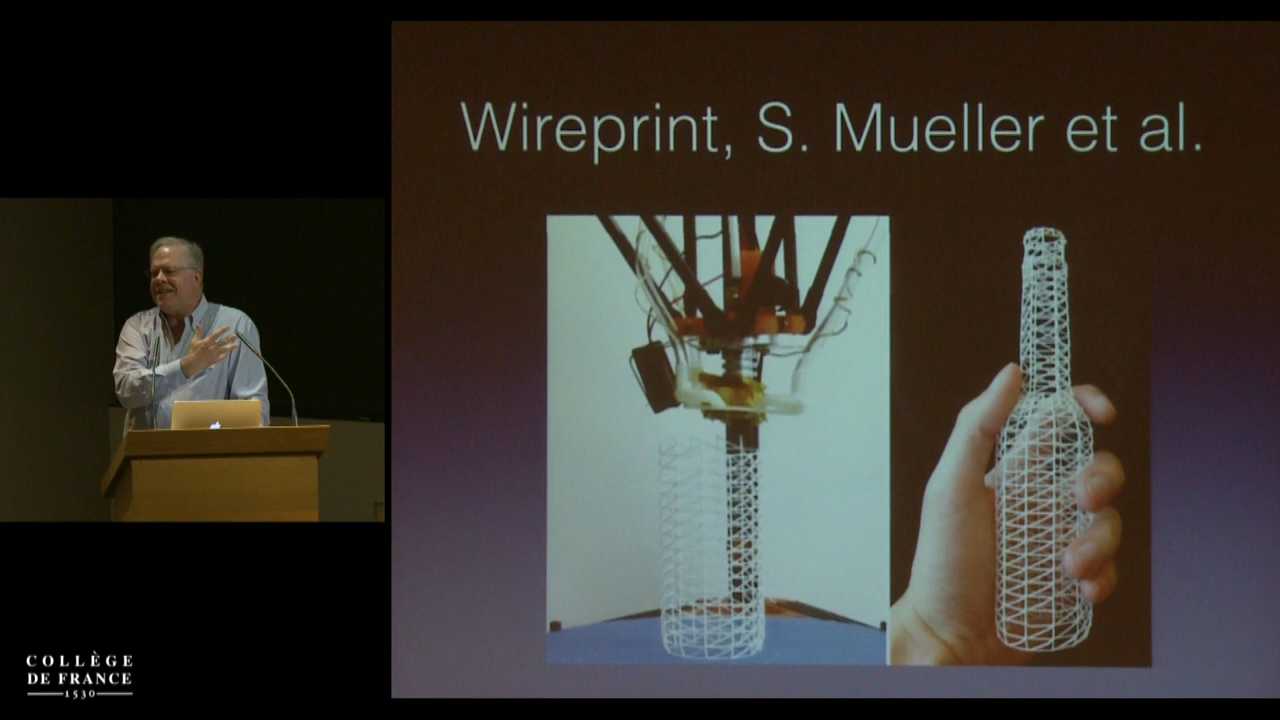 Wireprint, S. Mueller et al.
COLLÈGE
DE FRANCE
1530